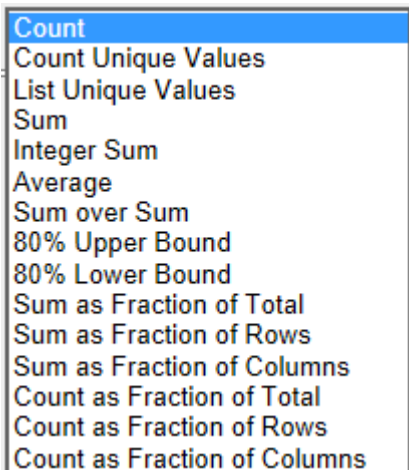 Count
Count Unique Values
List Unique Values
Sum
Integer Sum
Average
Sum over Sum
80% Upper Bound
80% Lower Bound
Sum as Fraction of Total
Sum as Fraction of Rows
Sum as Fraction of Columns
Count as Fraction of Total
Count as Fraction of Rows
Count as Fraction of Columns